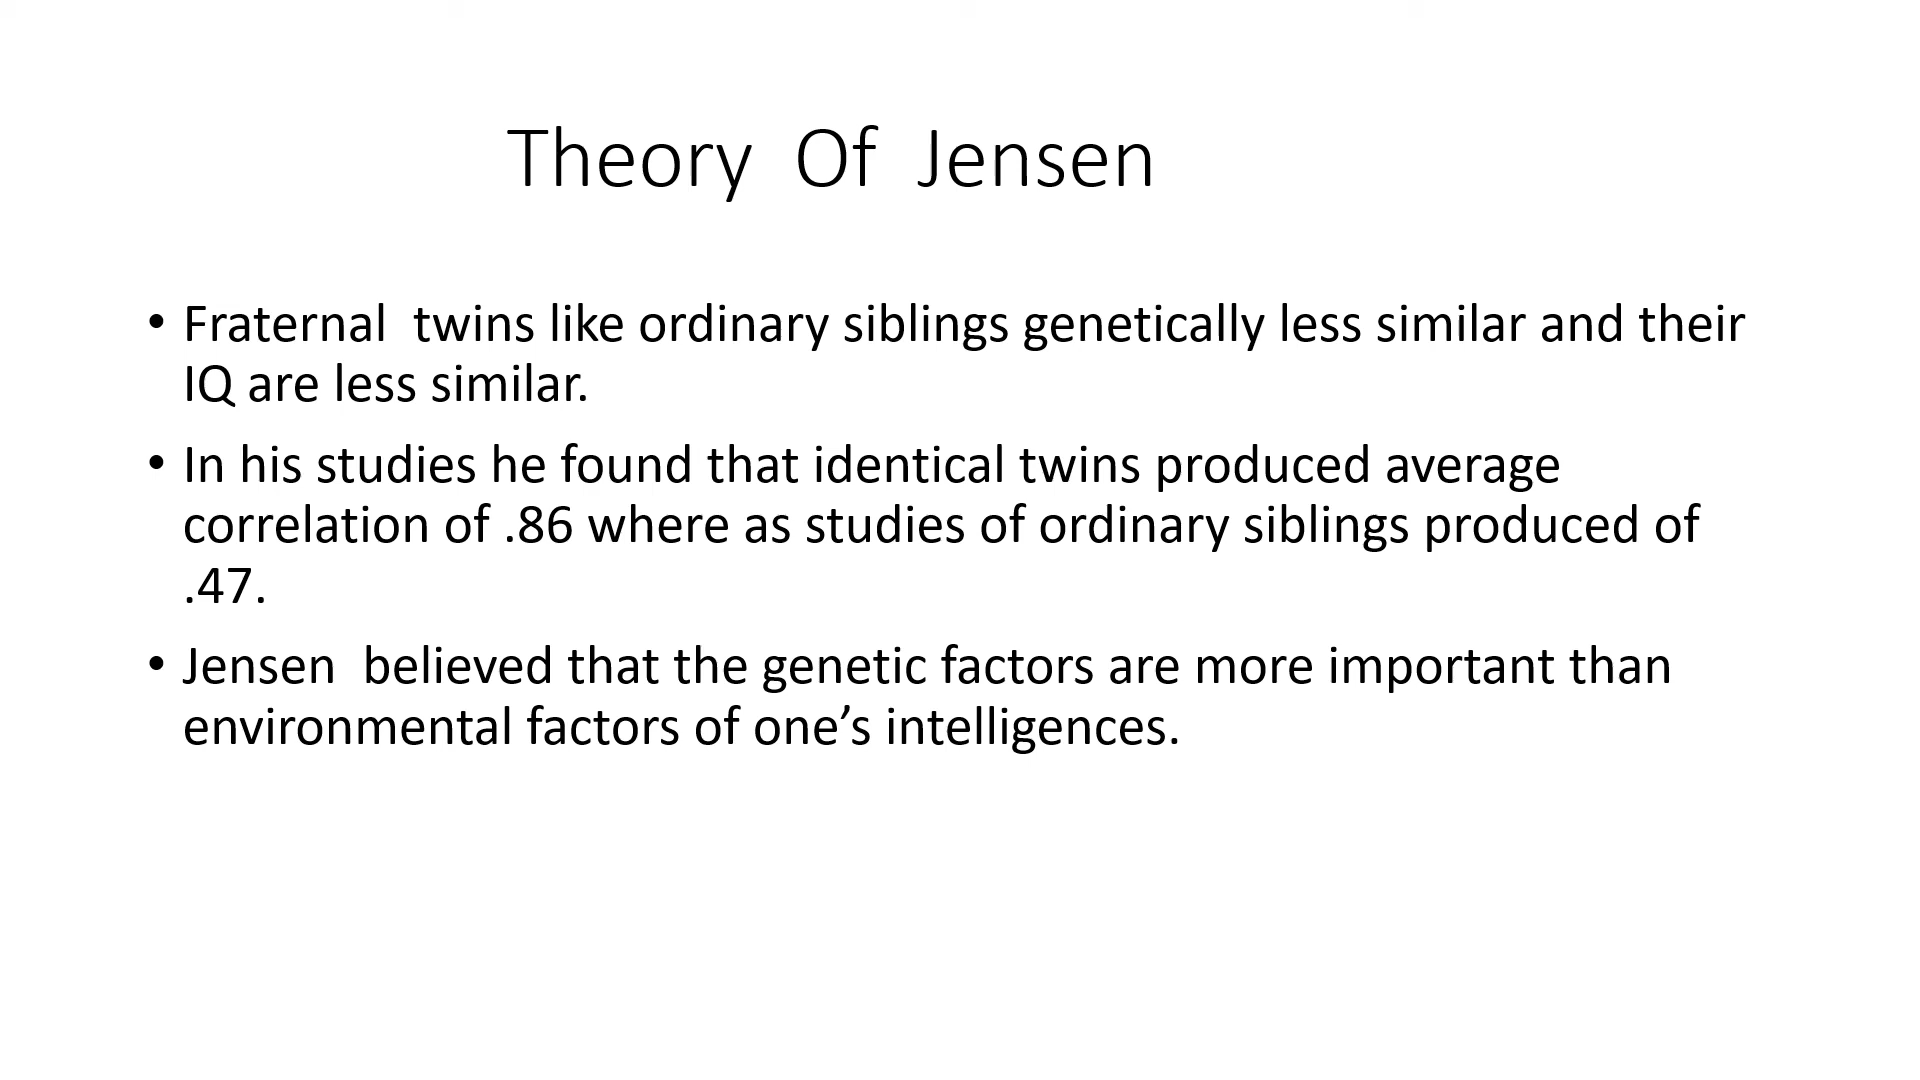 Theory Of Jensen
• Fraternal twins like ordinary siblings genetically less similar and their
IQ are less similar.
• In his studies he found that identical twins produced average
correlation of .86 where as studies of ordinary siblings produced of
.47.
• Jensen believed that the genetic factors are more important than
environmental factors of one’s intelligences.